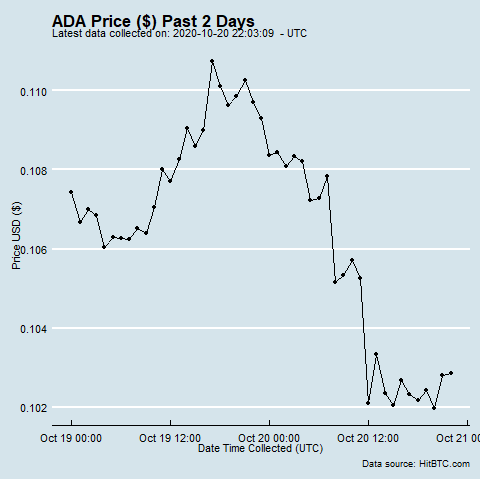 ADA Price ($) Past 2 Days
Latest data collected on: 2020-10-20 22:03:09 - UTC
Price USD ($)
0.110
0.108
0.106
0.104
0.102
Oct 19 00:00 Oct 19 12:00 Oct 20 00:00 Oct 20 12:00 Oct 21 00
Date Time Collected (UTC)
Data source: HitBTC.com